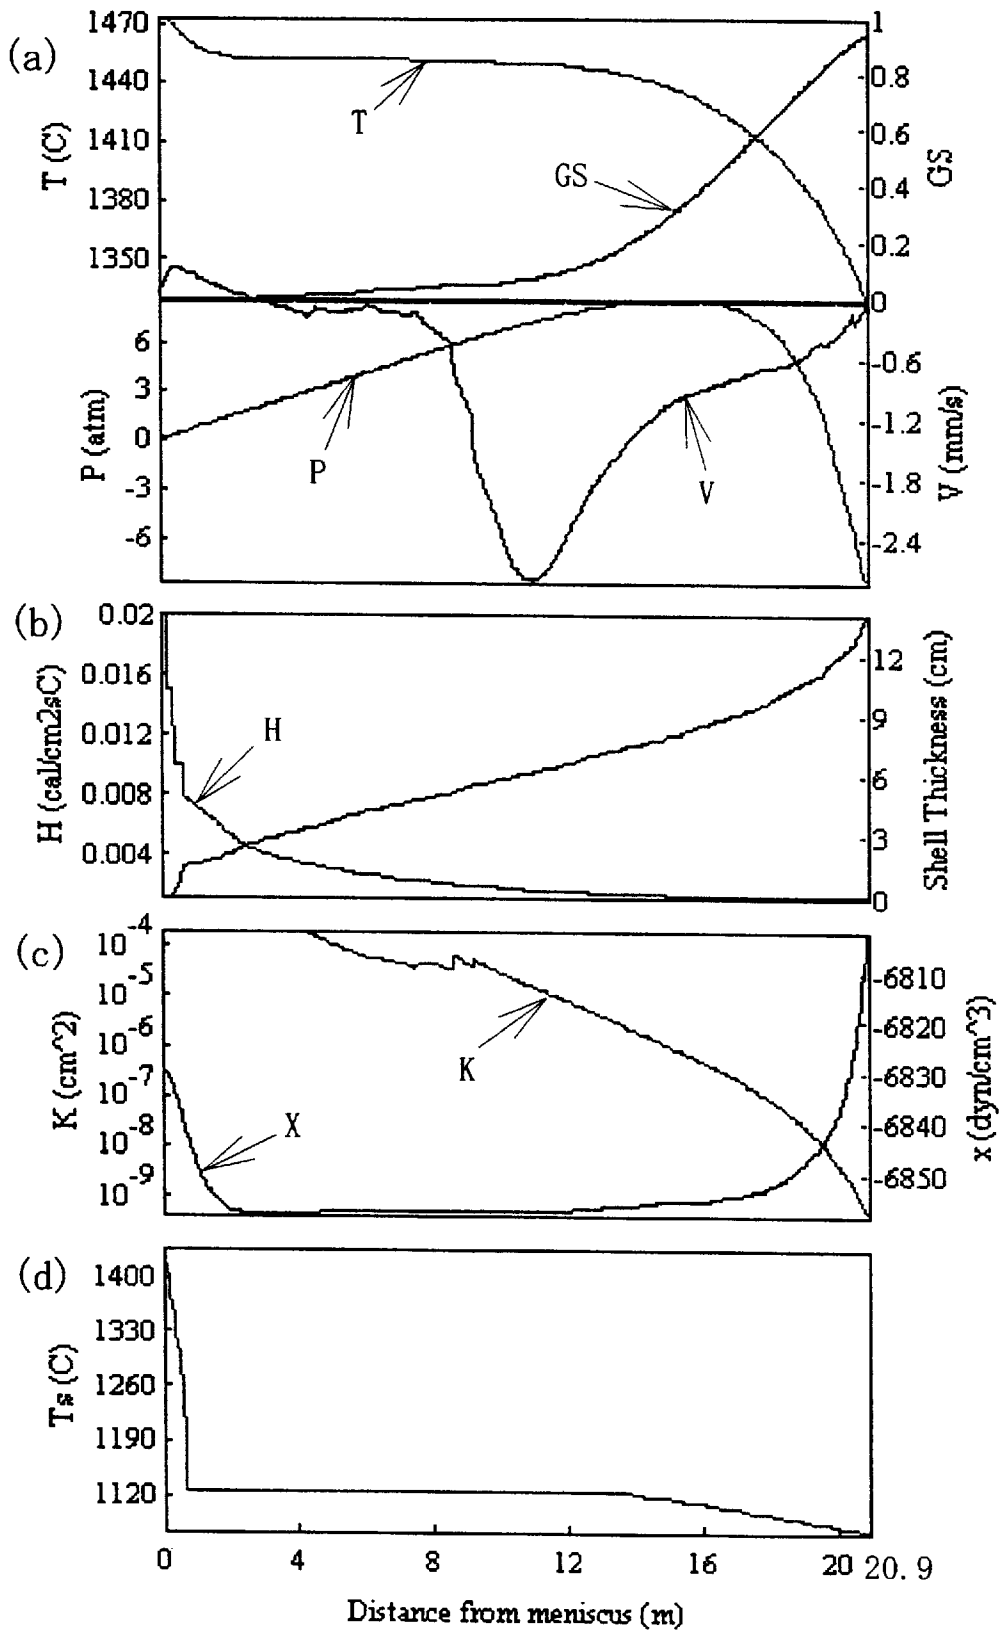 (a)
1470
1440
1410
1380
1350
T (C)
1
0.8
0.6
0.4
0.2
0
GS
T
GS
6
3
0
-3
-6
P (atm)
-0.6
-1.2
-1.8
-2.4
V (mm/s)
P
V
(b)
0.02
0.016
0.012
0.008
0.004
H (cal/cm2sC)
12
9
6
3
0
Shell Thickness (cm)
H
(c)
10^-4
10^-5
10^-6
10^-7
10^-8
10^-9
10^-9
K (cm^2)
-6810
-6820
-6830
-6840
-6850
x (dyn/cm^3)
K
X
(d)
1400
1330
1260
1190
1120
Ts (C)
0 4 8 12 16 20 20.9
Distance from meniscus (m)